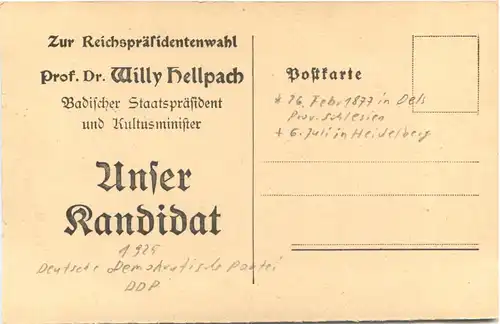 Zur Reichspräsidentenwahl
Prof. Dr. Willy Hellpach
Badischer Staatspräsident
und Kultusminister
Unser
Kandidat
1925
Deutsche Demokratische Partei
DDP
Postkarte
* 26. Feb. 1877 in Oels
Prov. Schlesien
+ 6. Juli in Heidelberg